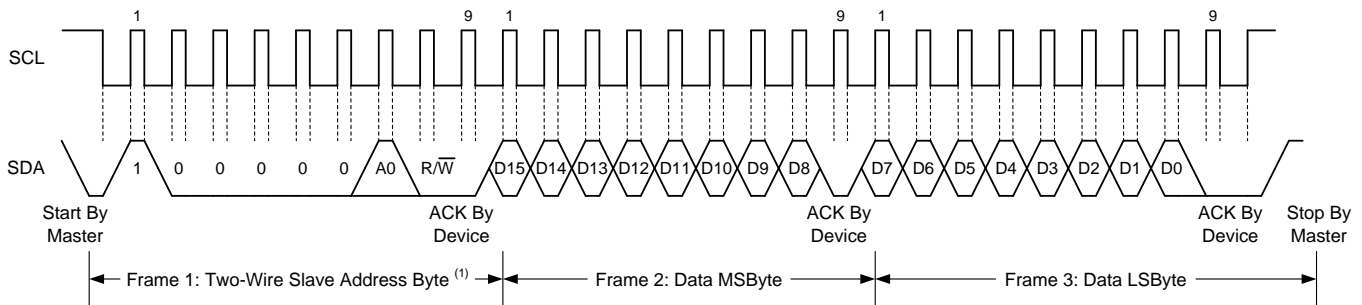 1 9 1 9 1 9
SCL
SDA
1 0 0 0 0 0 A0 R/W̅ D15 D14 D13 D12 D11 D10 D9 D8 D7 D6 D5 D4 D3 D2 D1 D0
Start By
Master
ACK By
Device
ACK By
Device
ACK By
Device
Stop By
Master
Frame 1: Two-Wire Slave Address Byte (1)
Frame 2: Data MSByte
Frame 3: Data LSByte